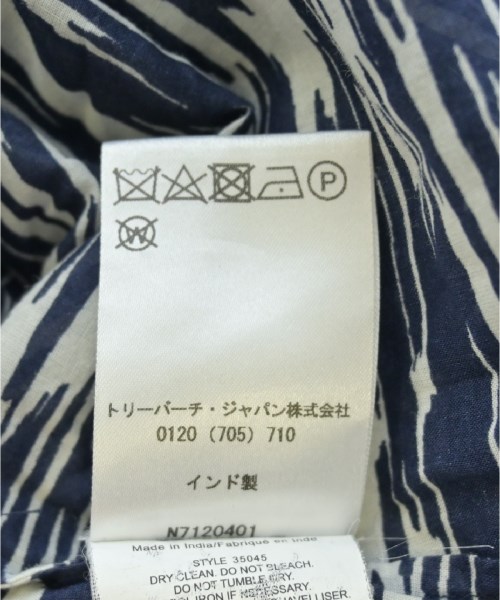 P
W
トリーバーチ・ジャパン株式会社
0120 (705) 710
インド製
N7120401
Made in India/Fabriqué en Inde
STYLE 35045
DRY CLEAN. DO NOT BLEACH.
DO NOT TUMBLE DRY.
IRON IF NECESSARY.